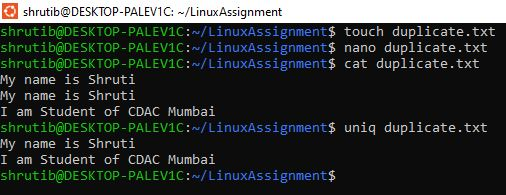 shrutib@DESKTOP-PALEV1C: ~/LinuxAssignment
shrutib@DESKTOP-PALEV1C:~/LinuxAssignment$ touch duplicate.txt
shrutib@DESKTOP-PALEV1C:~/LinuxAssignment$ nano duplicate.txt
shrutib@DESKTOP-PALEV1C:~/LinuxAssignment$ cat duplicate.txt
My name is Shruti
My name is Shruti
I am Student of CDAC Mumbai
shrutib@DESKTOP-PALEV1C:~/LinuxAssignment$ uniq duplicate.txt
My name is Shruti
I am Student of CDAC Mumbai
shrutib@DESKTOP-PALEV1C:~/LinuxAssignment$